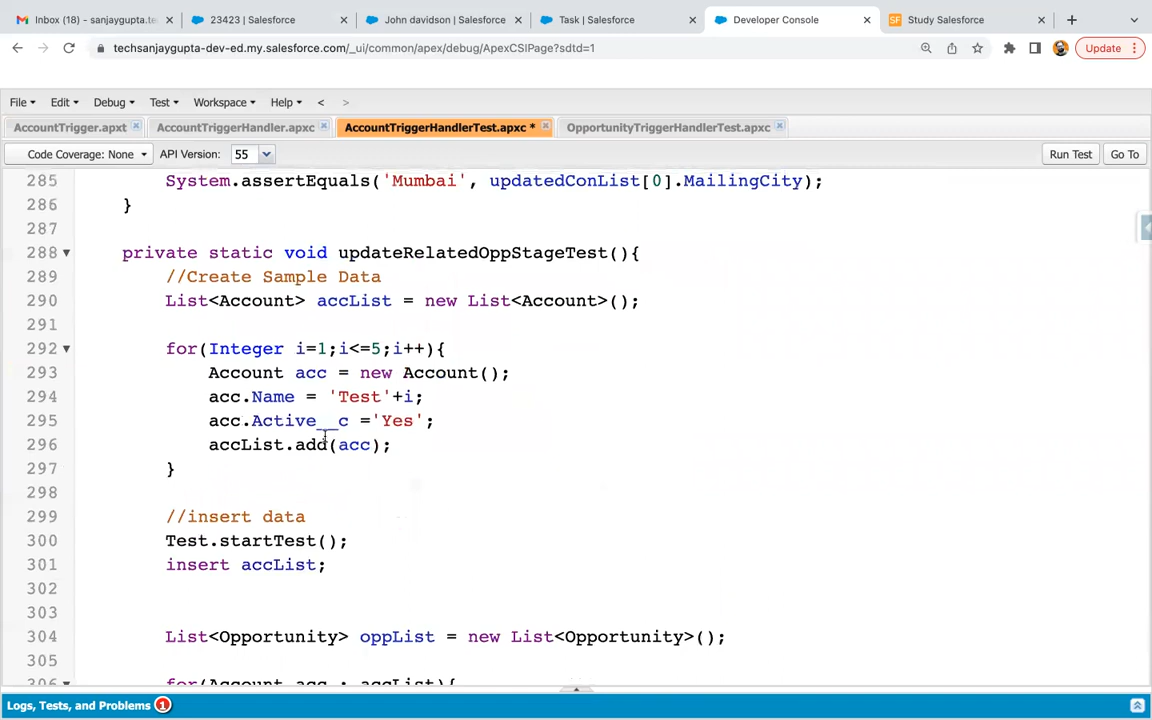 Inbox (18) - sanjaygupta.te
23423 | Salesforce
John davidson | Salesforce
Task | Salesforce
Developer Console
SF Study Salesforce
techsanjaygupta-dev-ed.my.salesforce.com/_ui/common/apex/debug/ApexCSIPage?sdtd=1
Update
File Edit Debug Test Workspace Help < >
AccountTrigger.apxt AccountTriggerHandler.apxc AccountTriggerHandlerTest.apxc * OpportunityTriggerHandlerTest.apxc
Code Coverage: None API Version: 55 Run Test Go To
285 System.assertEquals('Mumbai', updatedConList[0].MailingCity);
286 }
287
288 private static void updateRelatedOppStageTest(){
289 //Create Sample Data
290 List<Account> accList = new List<Account>();
291
292 for(Integer i=1;i<=5;i++){
293 Account acc = new Account();
294 acc.Name = 'Test'+i;
295 acc.Active__c ='Yes';
296 accList.add(acc);
297 }
298
299 //insert data
300 Test.startTest();
301 insert accList;
302
303
304 List<Opportunity> oppList = new List<Opportunity>();
305
306 for(Account acc : accList){
Logs, Tests, and Problems 1